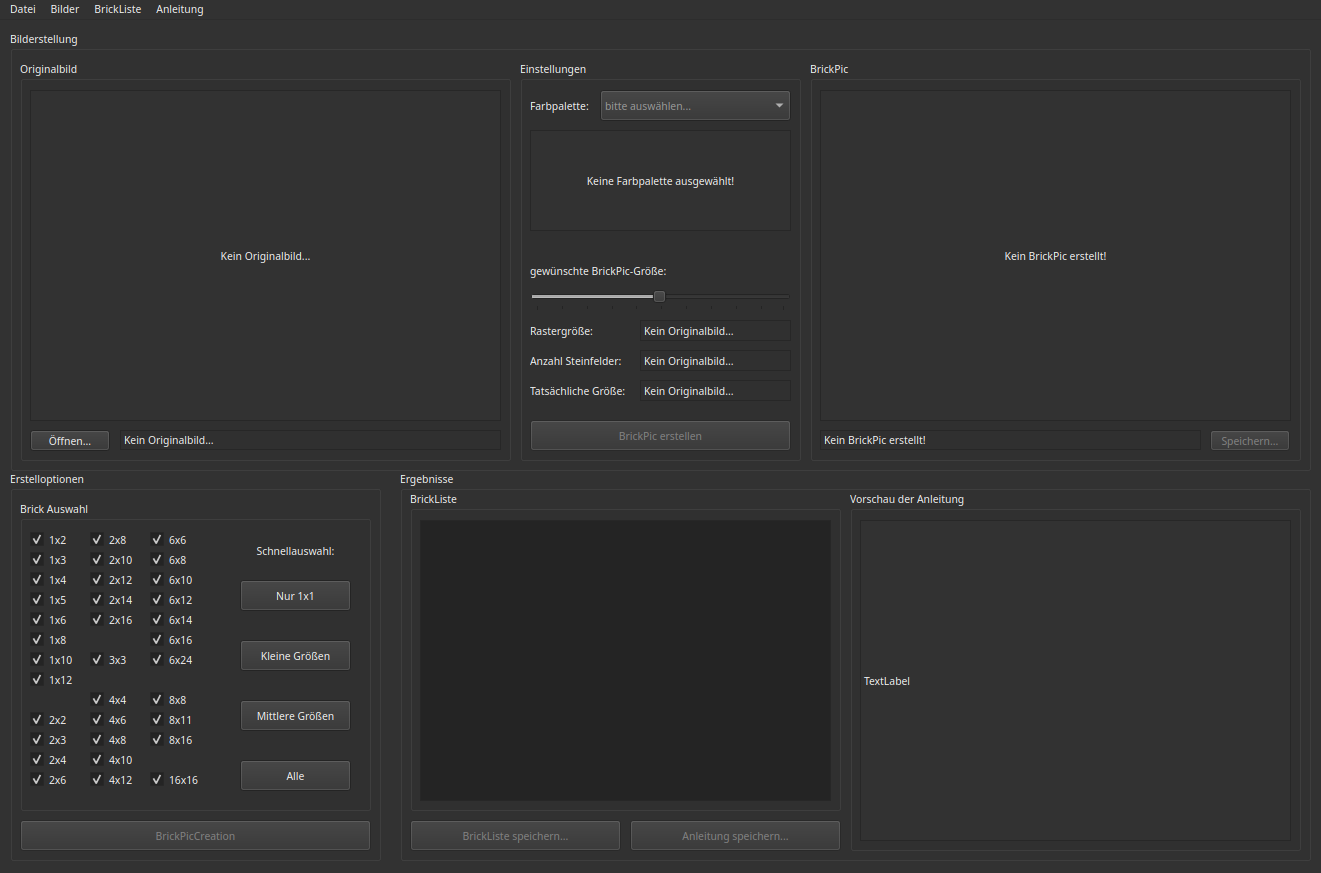 Datei Bilder BrickListe Anleitung
Bilderstellung
Originalbild
Kein Originalbild...
Öffnen... Kein Originalbild...
Einstellungen
Farbpalette: bitte auswählen...
Keine Farbpalette ausgewählt!
gewünschte BrickPic-Größe:
Rastergröße: Kein Originalbild...
Anzahl Steinfelder: Kein Originalbild...
Tatsächliche Größe: Kein Originalbild...
BrickPic erstellen
BrickPic
Kein BrickPic erstellt!
Kein BrickPic erstellt! Speichern...
Erstelloptionen
Brick Auswahl
1x2 2x8 6x6
1x3 2x10 6x8
1x4 2x12 6x10
1x5 2x14 6x12
1x6 2x16 6x14
1x8 6x16
1x10 3x3 6x24
1x12
4x4 8x8
2x2 4x6 8x11
2x3 4x8 8x16
2x4 4x10
2x6 4x12 16x16
Schnellauswahl:
Nur 1x1
Kleine Größen
Mittlere Größen
Alle
BrickPicCreation
Ergebnisse
BrickListe
BrickListe speichern... Anleitung speichern...
Vorschau der Anleitung
TextLabel